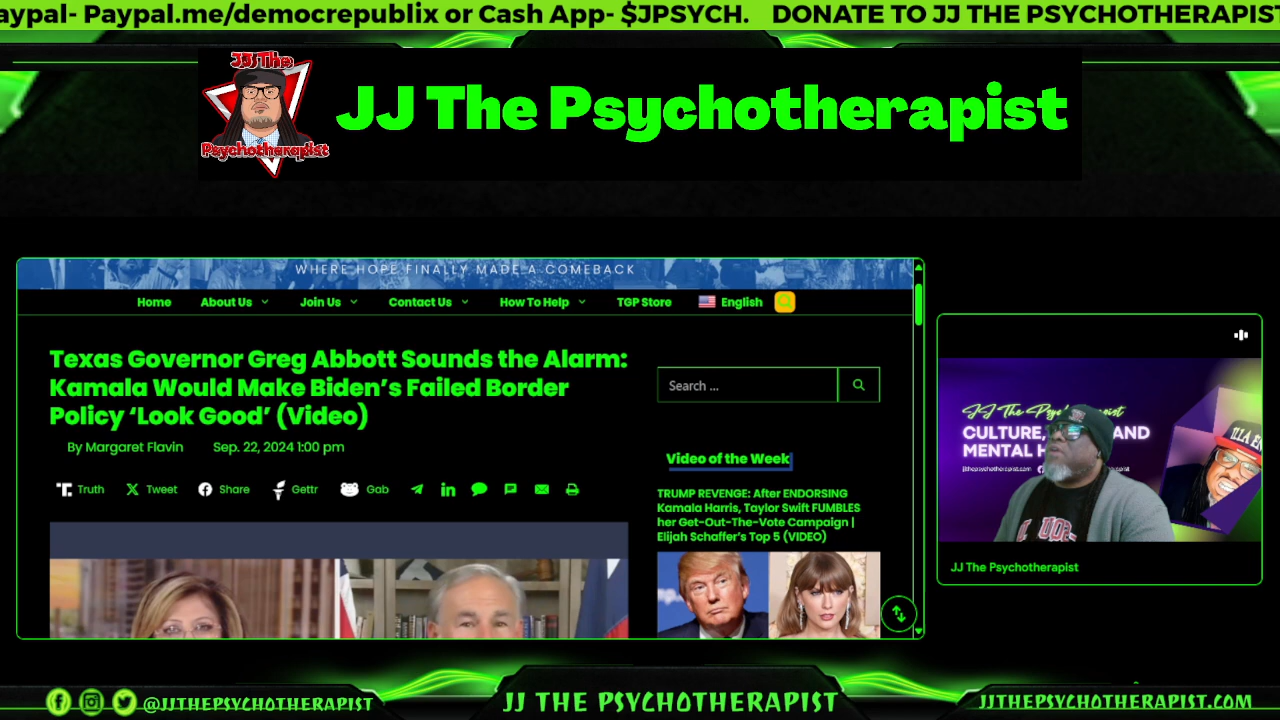 aypal- Paypal.me/democrepublix or Cash App- $JPSYCH. DONATE TO JJ THE PSYCHOTHERAPIST
JJ The
Psychotherapist
JJ The Psychotherapist
WHERE HOPE FINALLY MADE A COMEBACK
Home About Us Join Us Contact Us How To Help TGP Store English
Texas Governor Greg Abbott Sounds the Alarm:
Kamala Would Make Biden’s Failed Border
Policy ‘Look Good’ (Video)
By Margaret Flavin Sep. 22, 2024 1:00 pm
Truth Tweet Share Gettr Gab
Search ...
Video of the Week
TRUMP REVENGE: After ENDORSING
Kamala Harris, Taylor Swift FUMBLES
her Get-Out-The-Vote Campaign |
Elijah Schaffer’s Top 5 (VIDEO)
CULTURE, AND
MENTAL H
JJ The Psychotherapist
@JJTHEPSYCHOTHERAPIST
JJ THE PSYCHOTHERAPIST
JJTHEPSYCHOTHERAPIST.COM